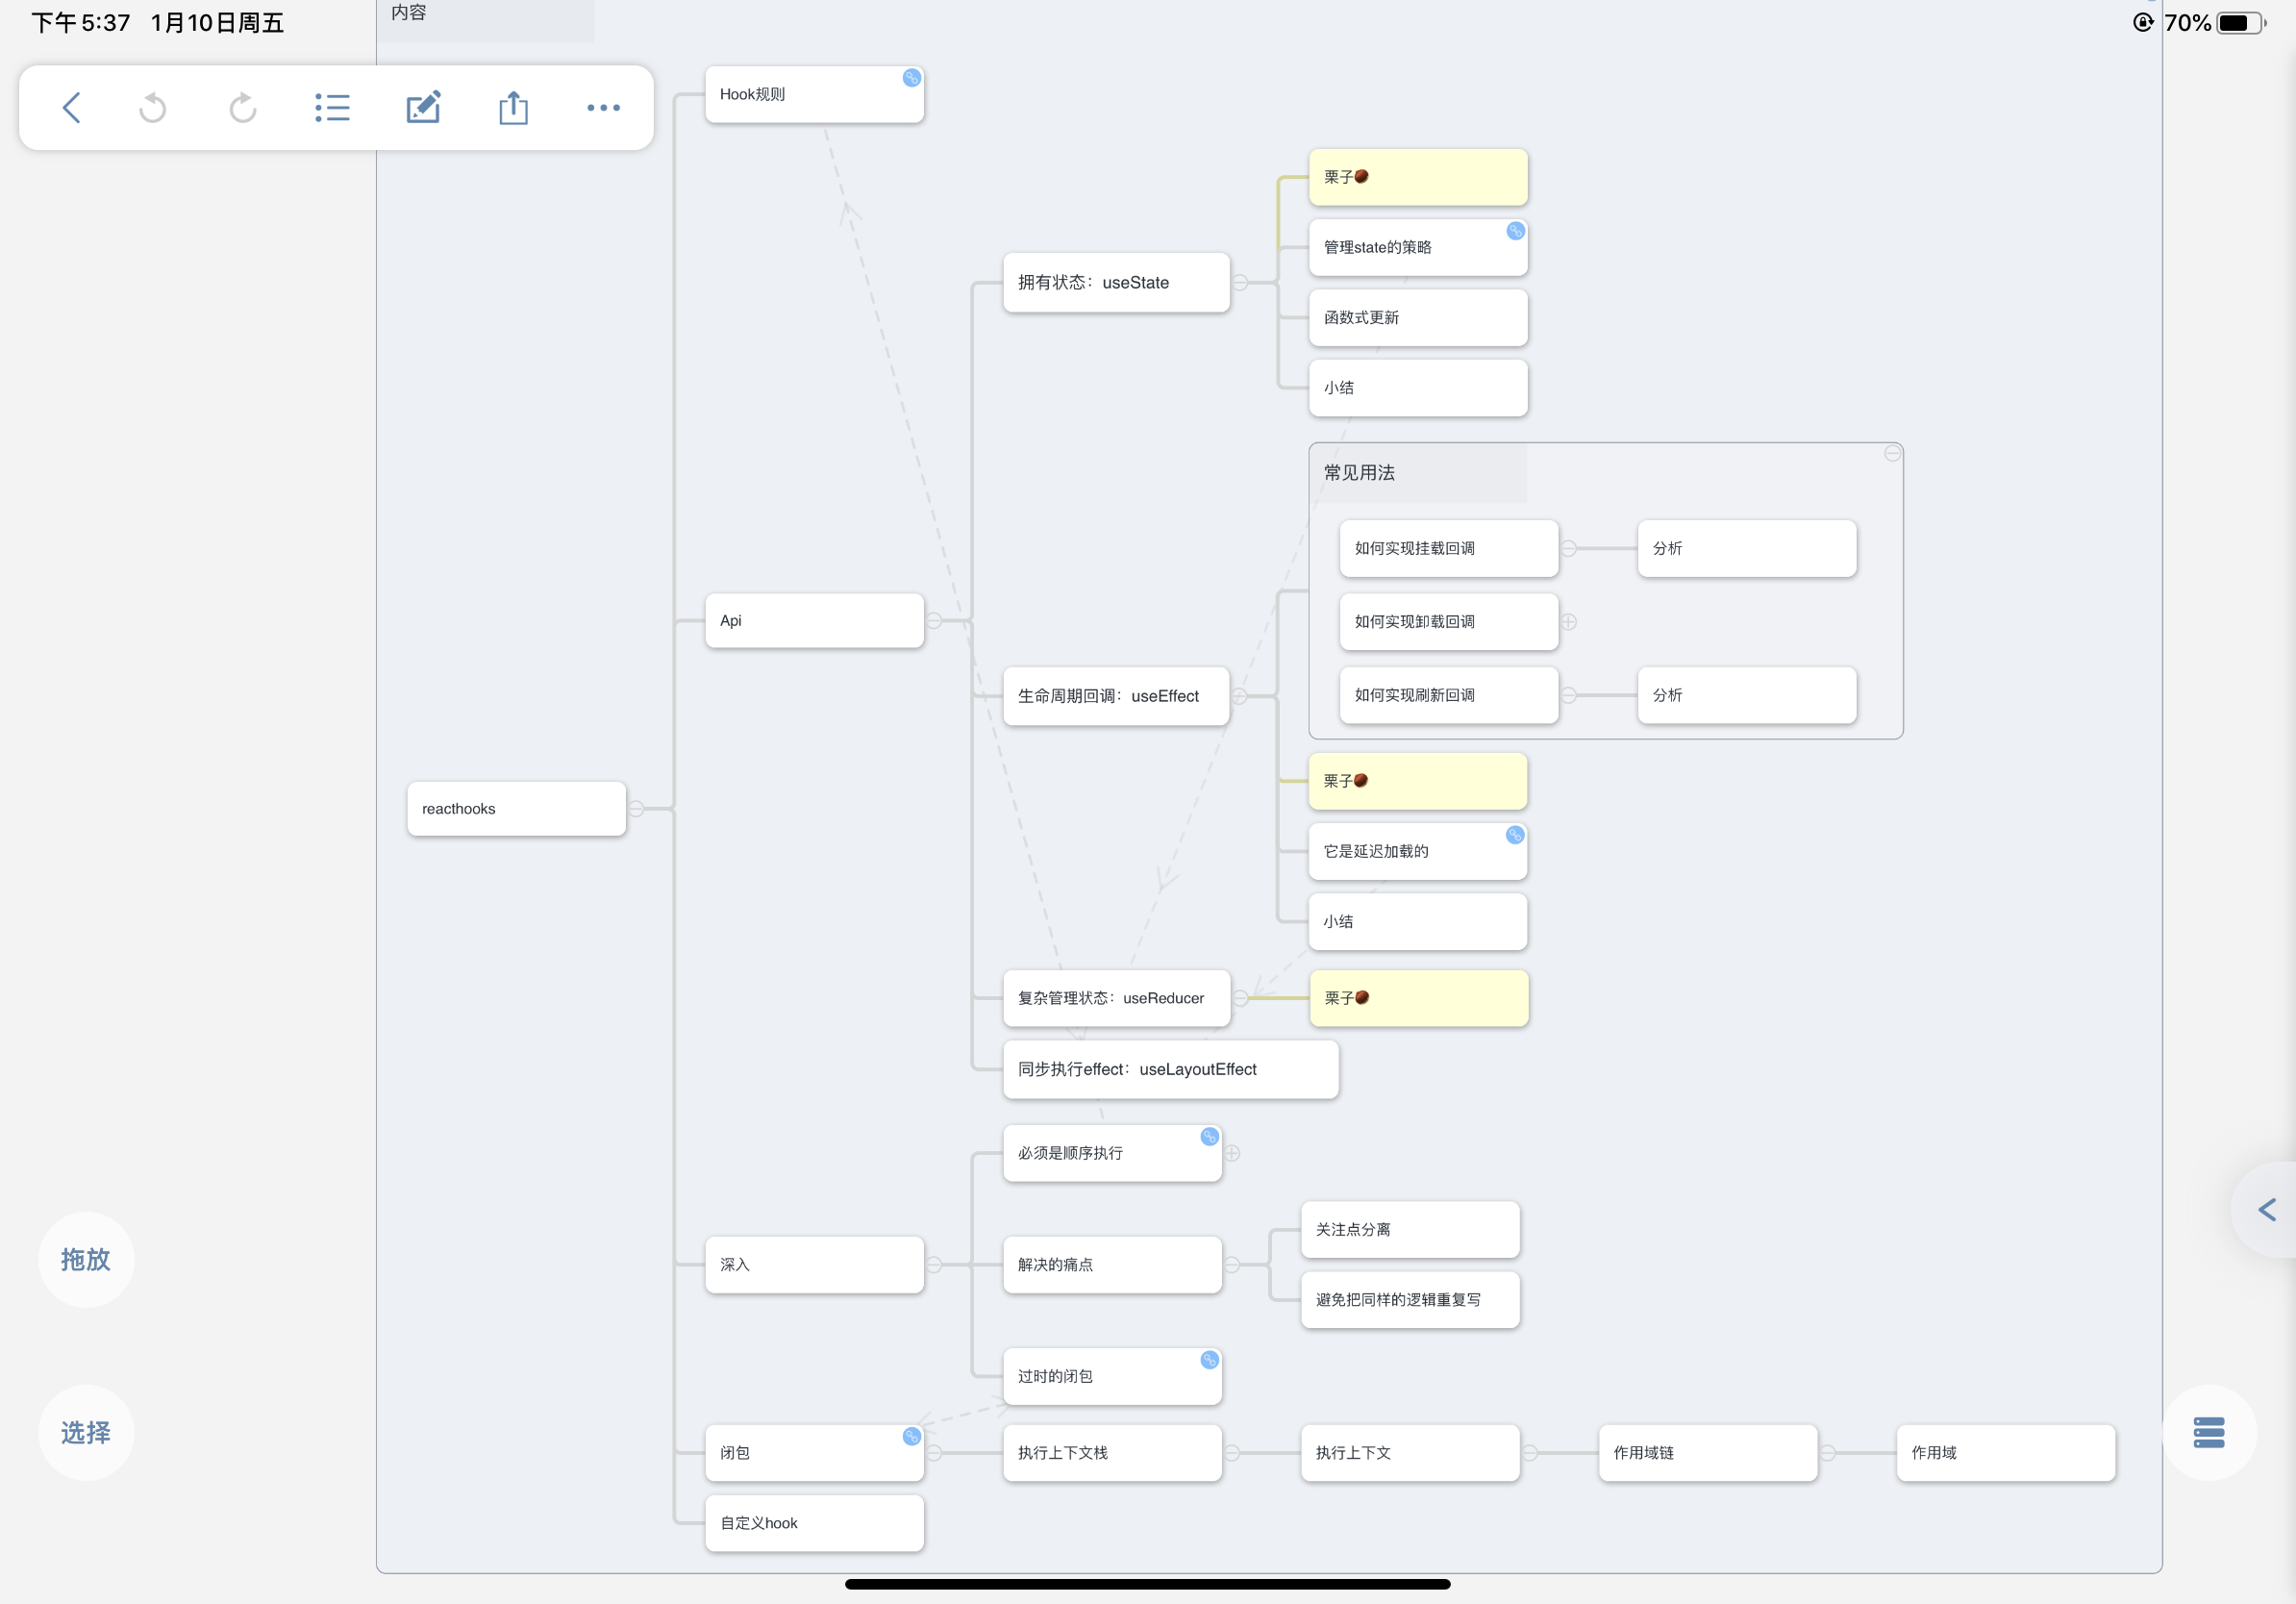 下午5:37 1月10日周五
70%
内容
Hook规则
栗子🌰
管理state的策略
拥有状态：useState
函数式更新
小结
常见用法
如何实现挂载回调
分析
如何实现卸载回调
Api
生命周期回调：useEffect
如何实现刷新回调
分析
栗子🌰
reacthooks
它是延迟加载的
小结
复杂管理状态：useReducer
栗子🌰
同步执行effect：useLayoutEffect
必须是顺序执行
关注点分离
拖放
深入
解决的痛点
避免把同样的逻辑重复写
过时的闭包
选择
闭包
执行上下文栈
执行上下文
作用域链
作用域
自定义hook